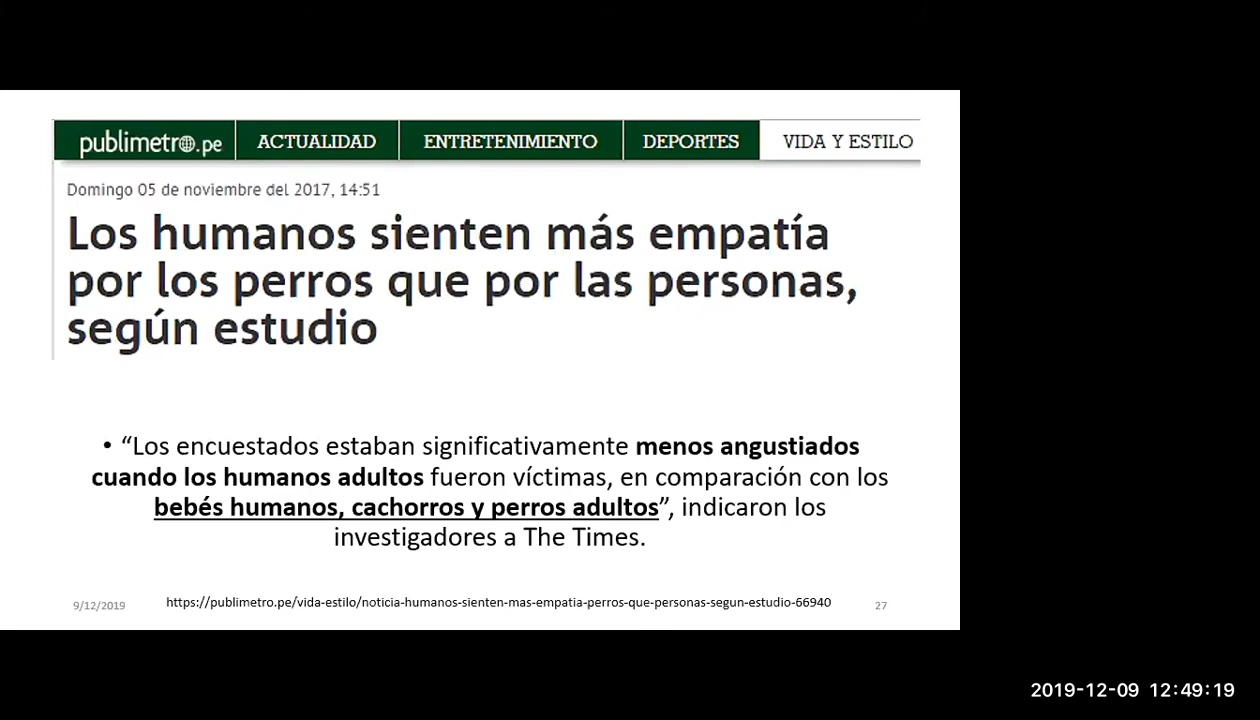 publimetro.pe ACTUALIDAD ENTRETENIMIENTO DEPORTES VIDA Y ESTILO
Domingo 05 de noviembre del 2017, 14:51
Los humanos sienten más empatía
por los perros que por las personas,
según estudio
• “Los encuestados estaban significativamente menos angustiados
cuando los humanos adultos fueron víctimas, en comparación con los
bebés humanos, cachorros y perros adultos”, indicaron los
investigadores a The Times.
9/12/2019 https://publimetro.pe/vida-estilo/noticia-humanos-sienten-mas-empatia-perros-que-personas-segun-estudio-66940 27
2019-12-09 12:49:19